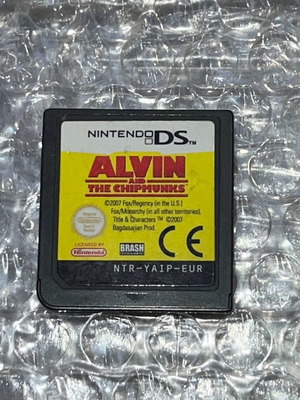 NINTENDO DS™
ALVIN
AND
THE CHIPMUNKS
©2007 Fox/Regency (in the U.S.)
Fox/Monarchy (in all other territories).
Title & Characters ™ ©2007
Bagdasarian Prod
LICENSED BY
Nintendo
BRASH
CE
NTR-YAIP-EUR